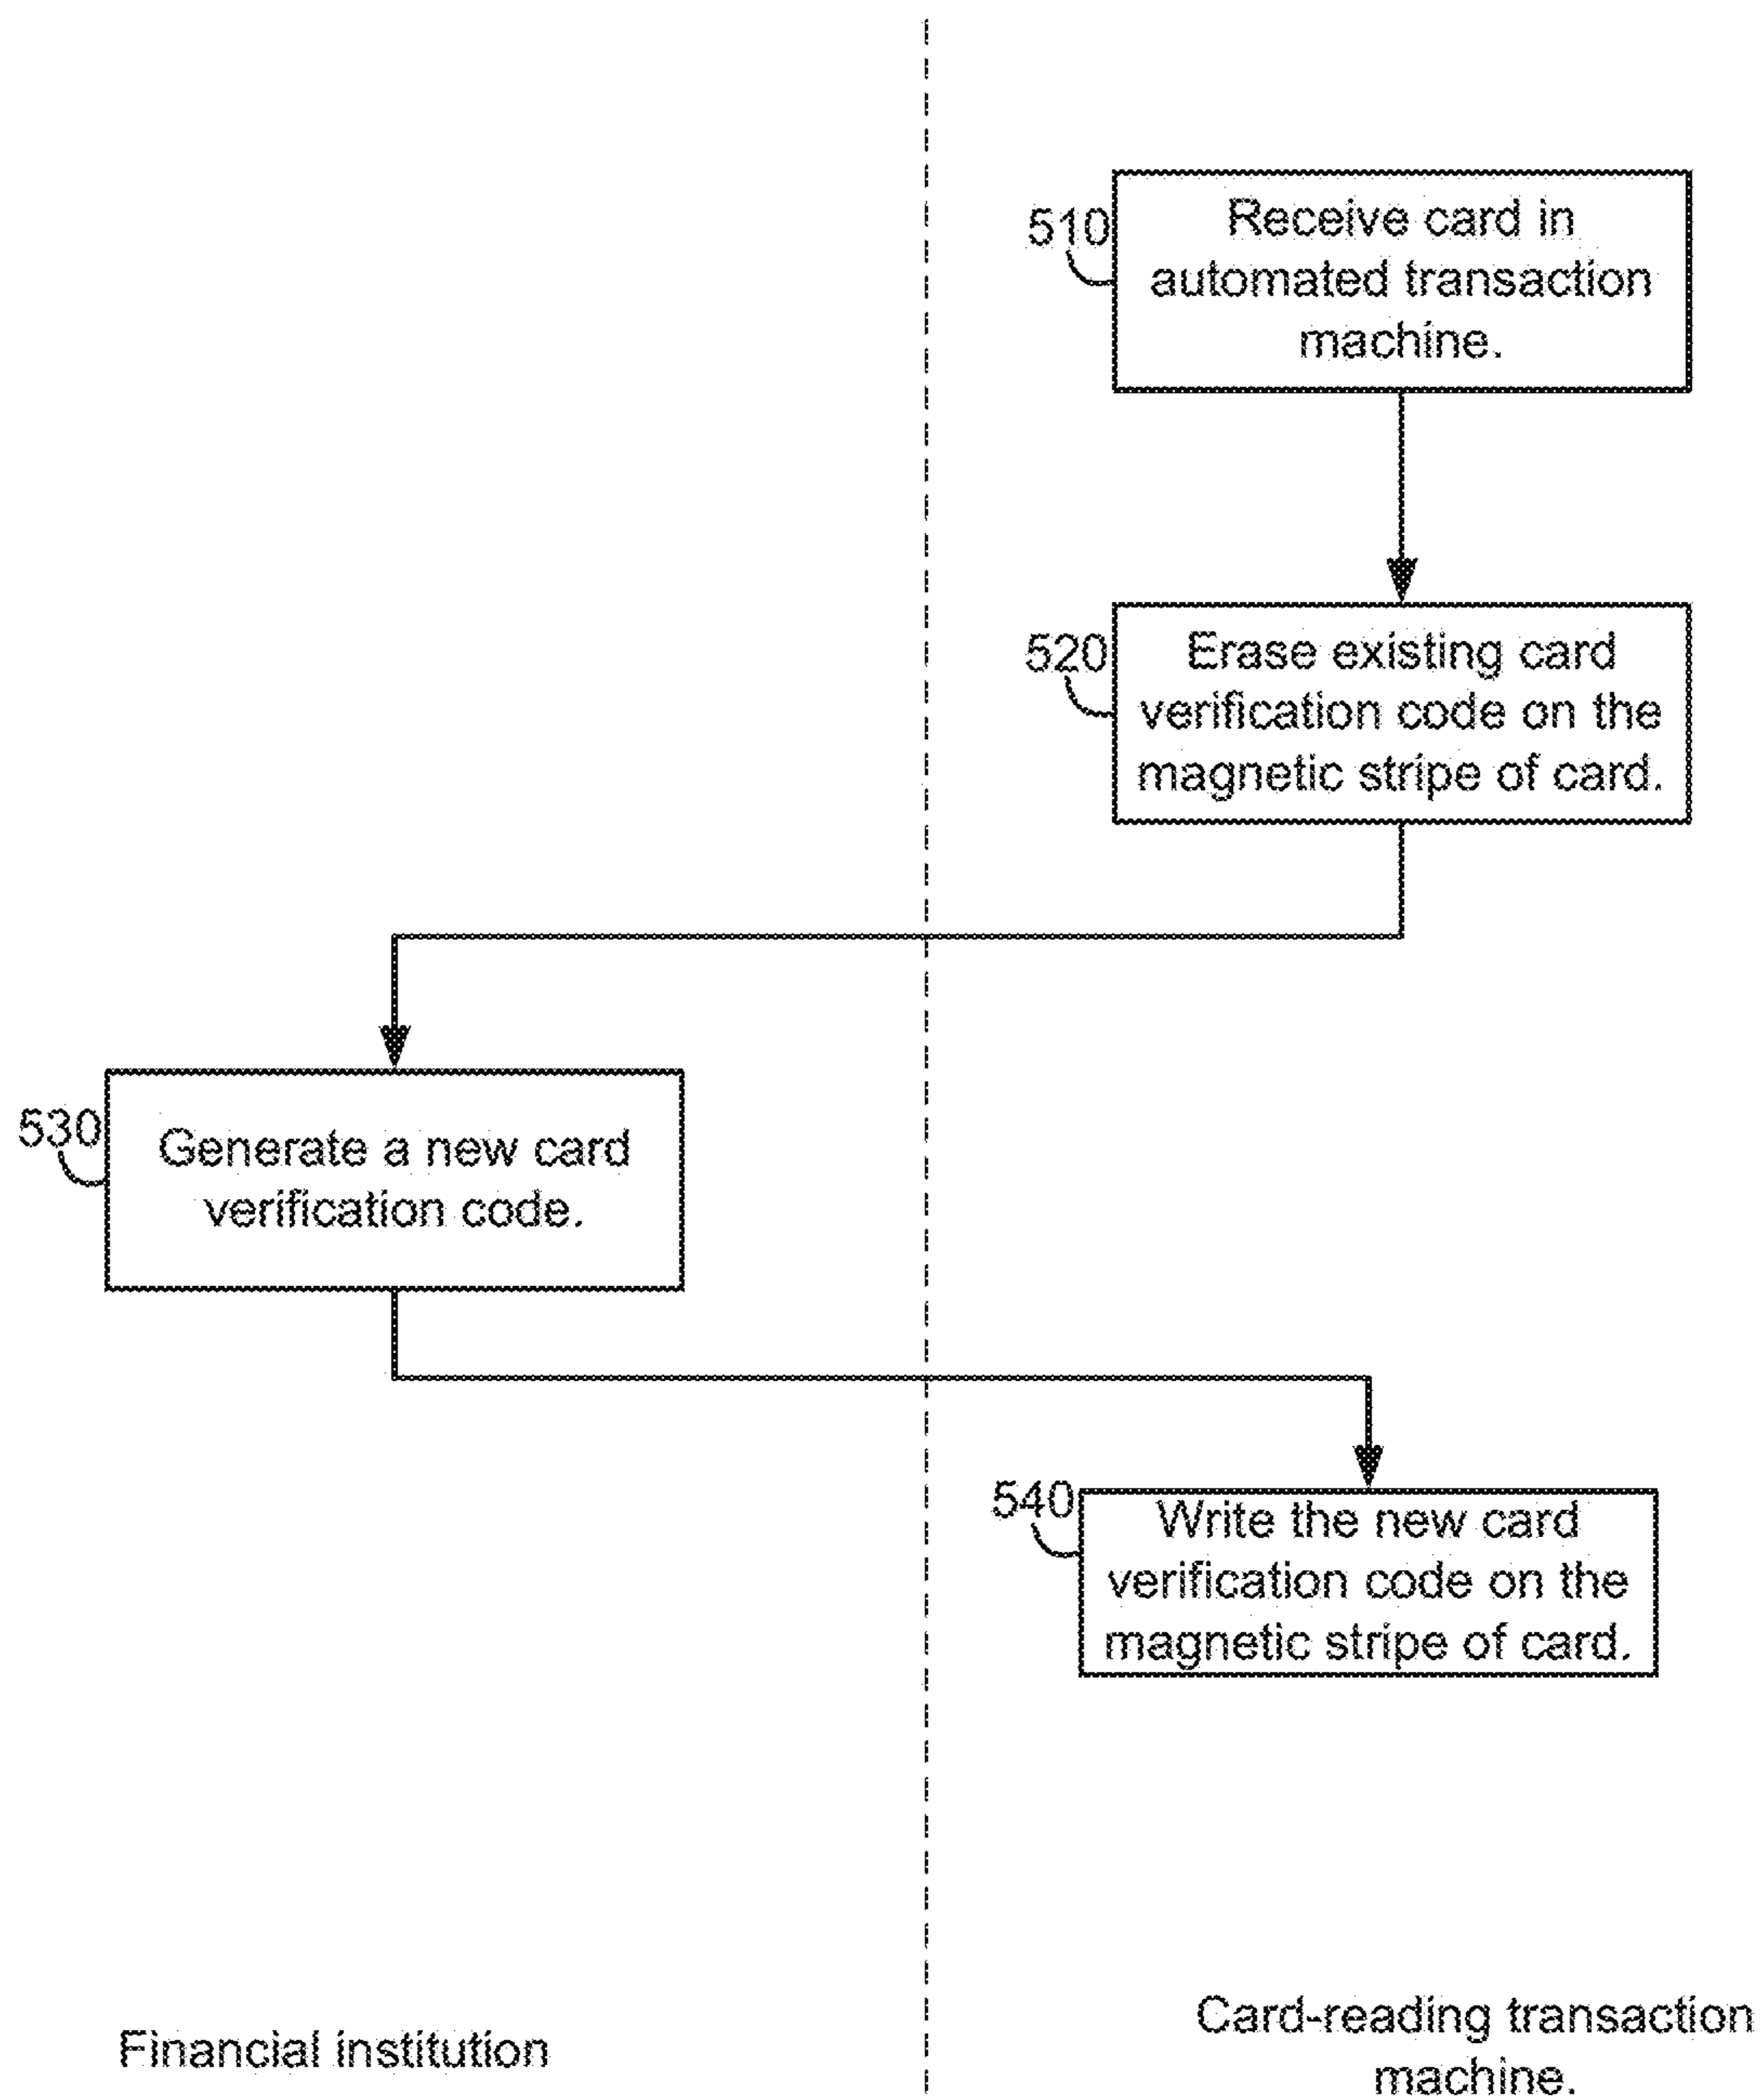 510
Receive card in
automated transaction
machine.
520
Erase existing card
verification code on the
magnetic stripe of card.
530
Generate a new card
verification code.
540
Write the new card
verification code on the
magnetic stripe of card.
Financial institution
Card-reading transaction
machine.